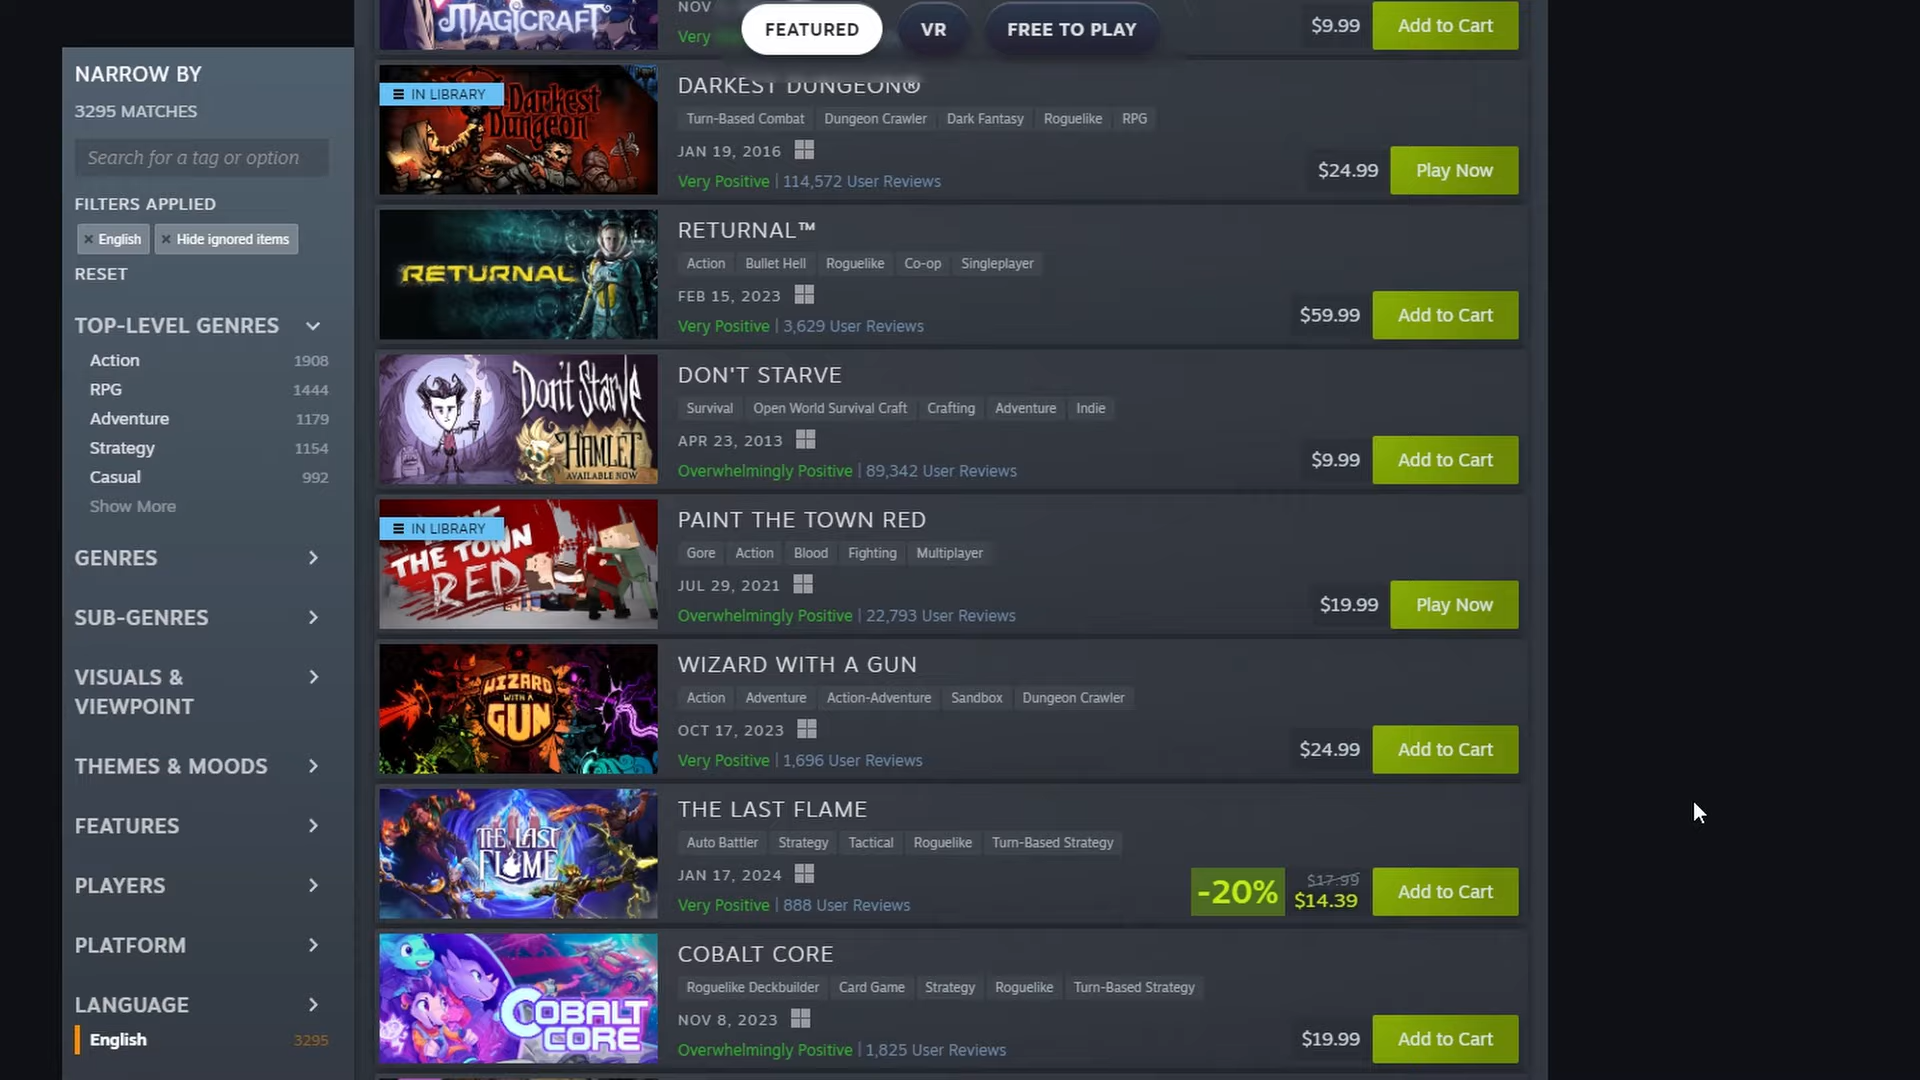 MAGICRAFT
NOV
Very
FEATURED
VR
FREE TO PLAY
$9.99
Add to Cart
NARROW BY
3295 MATCHES
Search for a tag or option
FILTERS APPLIED
× English
× Hide ignored items
RESET
TOP-LEVEL GENRES
Action 1908
RPG 1444
Adventure 1179
Strategy 1154
Casual 992
Show More
GENRES
SUB-GENRES
VISUALS &
VIEWPOINT
THEMES & MOODS
FEATURES
PLAYERS
PLATFORM
LANGUAGE
English 3295
IN LIBRARY
Darkest
Dungeon
DARKEST DUNGEON®
Turn-Based Combat Dungeon Crawler Dark Fantasy Roguelike RPG
JAN 19, 2016
Very Positive | 114,572 User Reviews
$24.99
Play Now
RETURNAL
RETURNAL™
Action Bullet Hell Roguelike Co-op Singleplayer
FEB 15, 2023
Very Positive | 3,629 User Reviews
$59.99
Add to Cart
Don't Starve
HAMLET
AVAILABLE NOW
DON'T STARVE
Survival Open World Survival Craft Crafting Adventure Indie
APR 23, 2013
Overwhelmingly Positive | 89,342 User Reviews
$9.99
Add to Cart
IN LIBRARY
THE TOWN
RED
PAINT THE TOWN RED
Gore Action Blood Fighting Multiplayer
JUL 29, 2021
Overwhelmingly Positive | 22,793 User Reviews
$19.99
Play Now
WIZARD
WITH A
GUN
WIZARD WITH A GUN
Action Adventure Action-Adventure Sandbox Dungeon Crawler
OCT 17, 2023
Very Positive | 1,696 User Reviews
$24.99
Add to Cart
THE LAST
FLAME
THE LAST FLAME
Auto Battler Strategy Tactical Roguelike Turn-Based Strategy
JAN 17, 2024
Very Positive | 888 User Reviews
-20%
$17.99
$14.39
Add to Cart
COBALT
CORE
COBALT CORE
Roguelike Deckbuilder Card Game Strategy Roguelike Turn-Based Strategy
NOV 8, 2023
Overwhelmingly Positive | 1,825 User Reviews
$19.99
Add to Cart